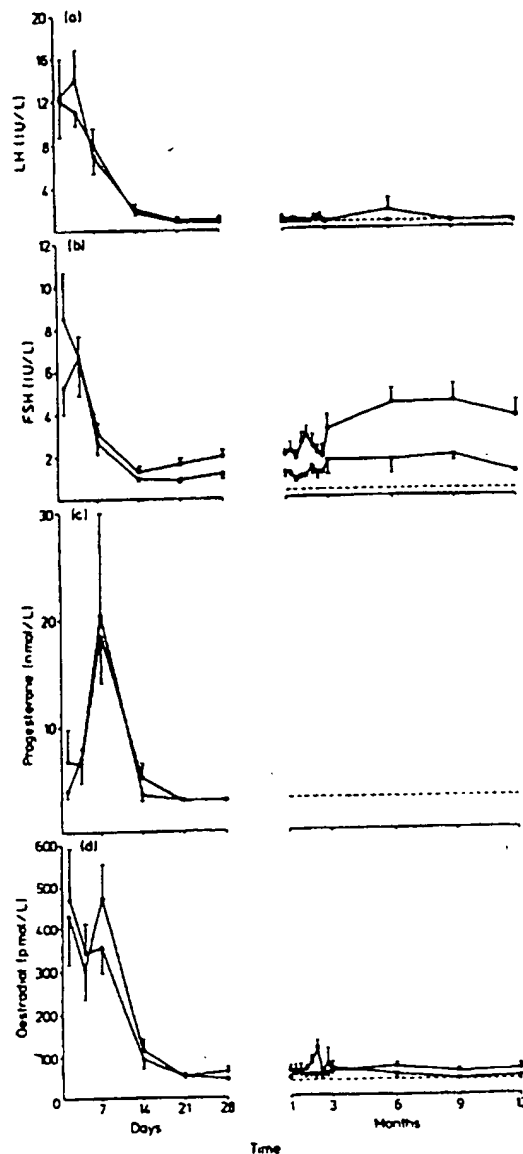 20
(a)
16
12
8
4
LH (IU/L)
12
(b)
10
8
6
4
2
FSH (IU/L)
30
(c)
20
10
Progesterone (nmol/L)
600
(d)
500
400
300
200
100
0
Oestradiol (pmol/L)
7 14 21 28
1 3 6 9 12
Days
Months
Time